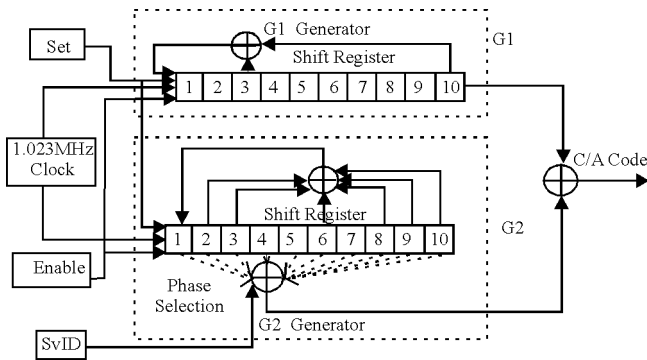 G1 Generator
G1
Set
Shift Register
1 2 3 4 5 6 7 8 9 10
1.023MHz
Clock
C/A Code
Shift Register
G2
1 2 3 4 5 6 7 8 9 10
Enable
Phase
Selection
G2 Generator
SvID